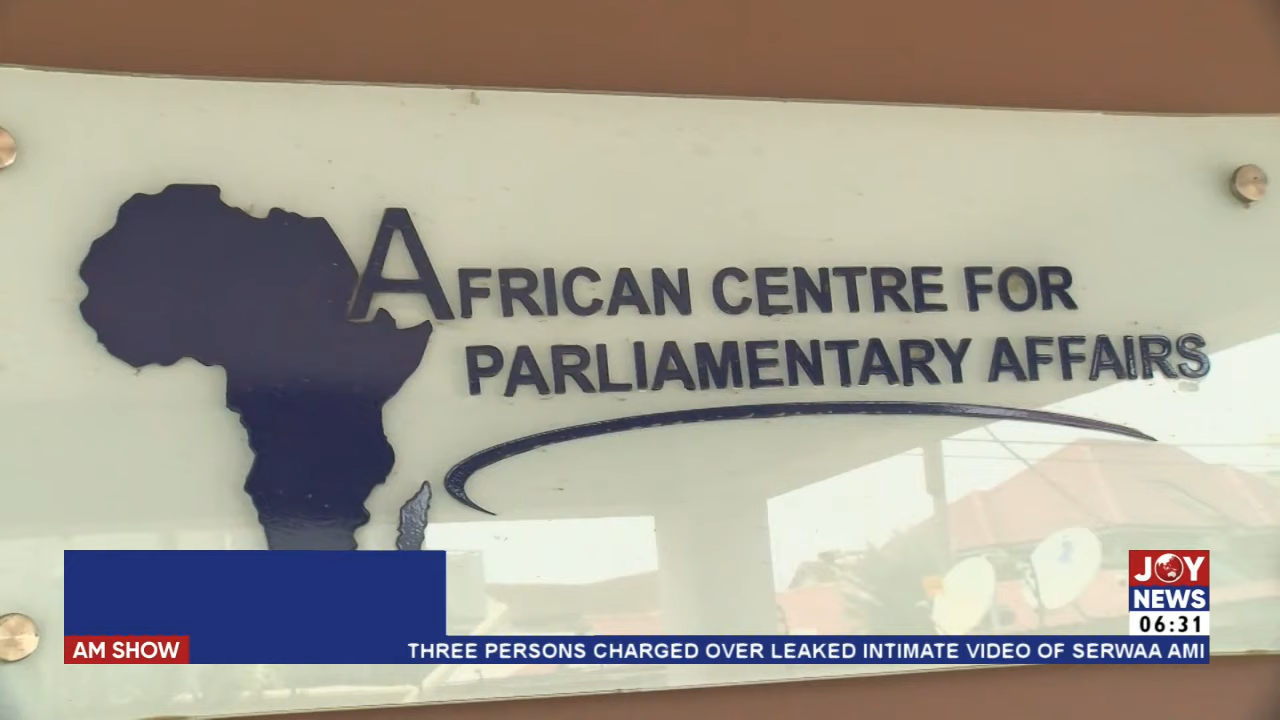 AFRICAN CENTRE FOR
PARLIAMENTARY AFFAIRS
JOY
NEWS
06:31
AM SHOW
THREE PERSONS CHARGED OVER LEAKED INTIMATE VIDEO OF SERWAA AMI